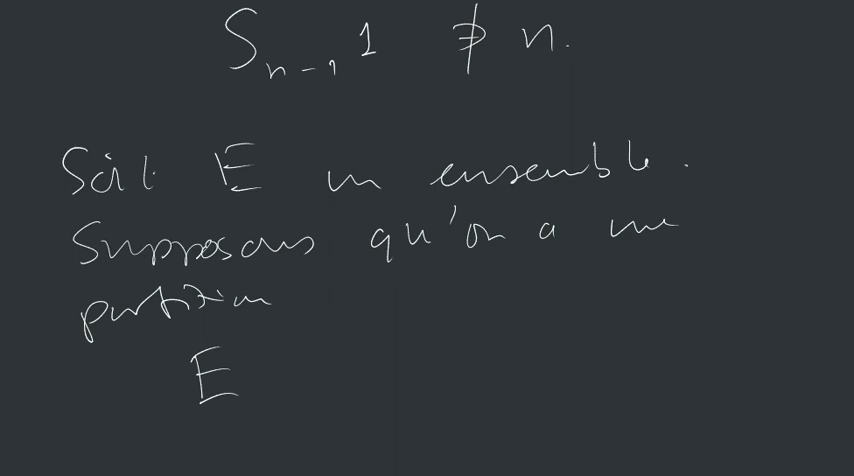 S_{n-1} 1 ∌ n.
Soit E un ensemble.
Supposons qu'on a une
partition
E